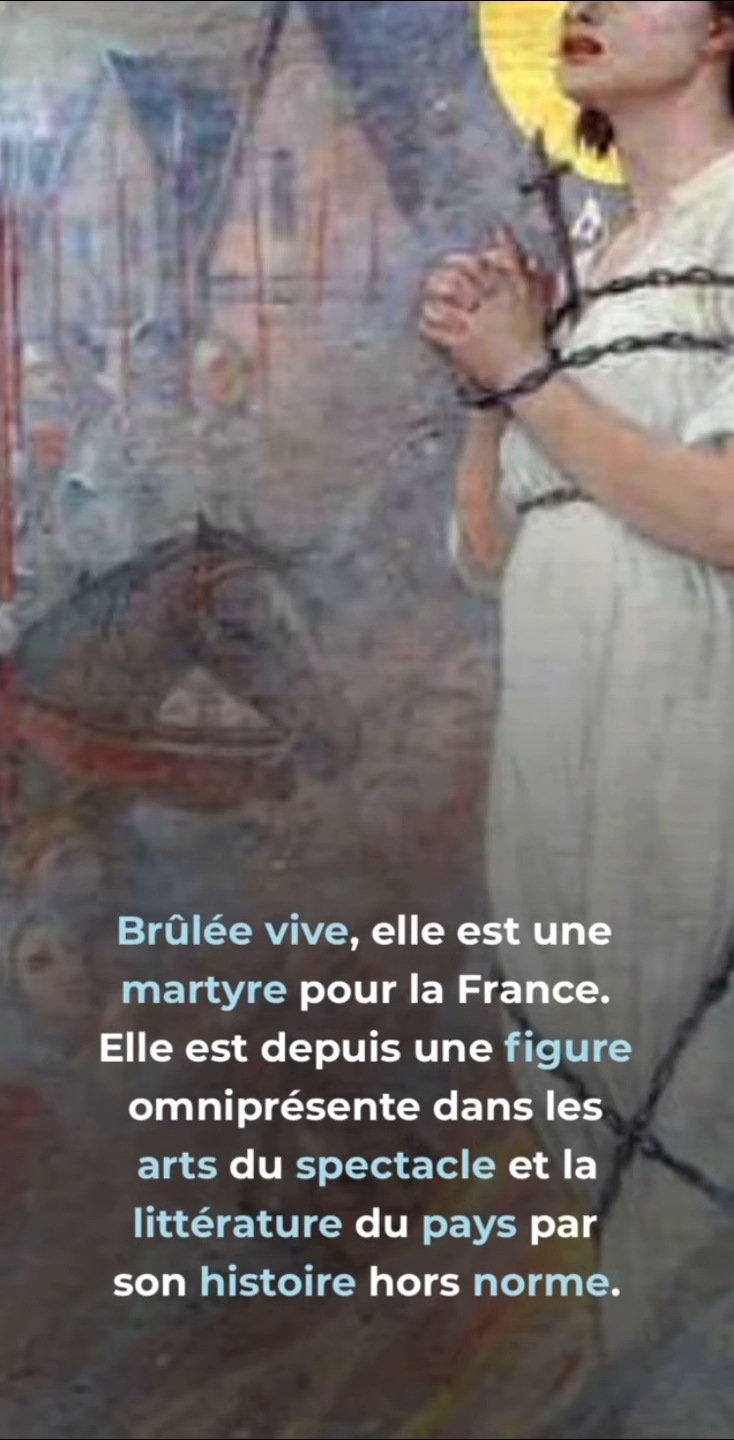 Brûlée vive, elle est une
martyre pour la France.
Elle est depuis une figure
omniprésente dans les
arts du spectacle et la
littérature du pays par
son histoire hors norme.